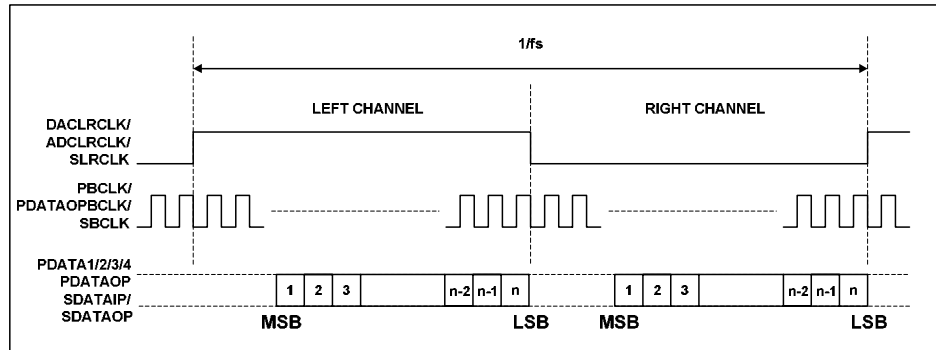 1/fs
LEFT CHANNEL
RIGHT CHANNEL
DACLRCLK/
ADCLRCLK/
SLRCLK
PBCLK/
PDATAOPBCLK/
SBCLK
PDATA1/2/3/4
PDATAOP
SDATAIP/
SDATAOP
1 2 3 n-2 n-1 n 1 2 3 n-2 n-1 n
MSB LSB MSB LSB